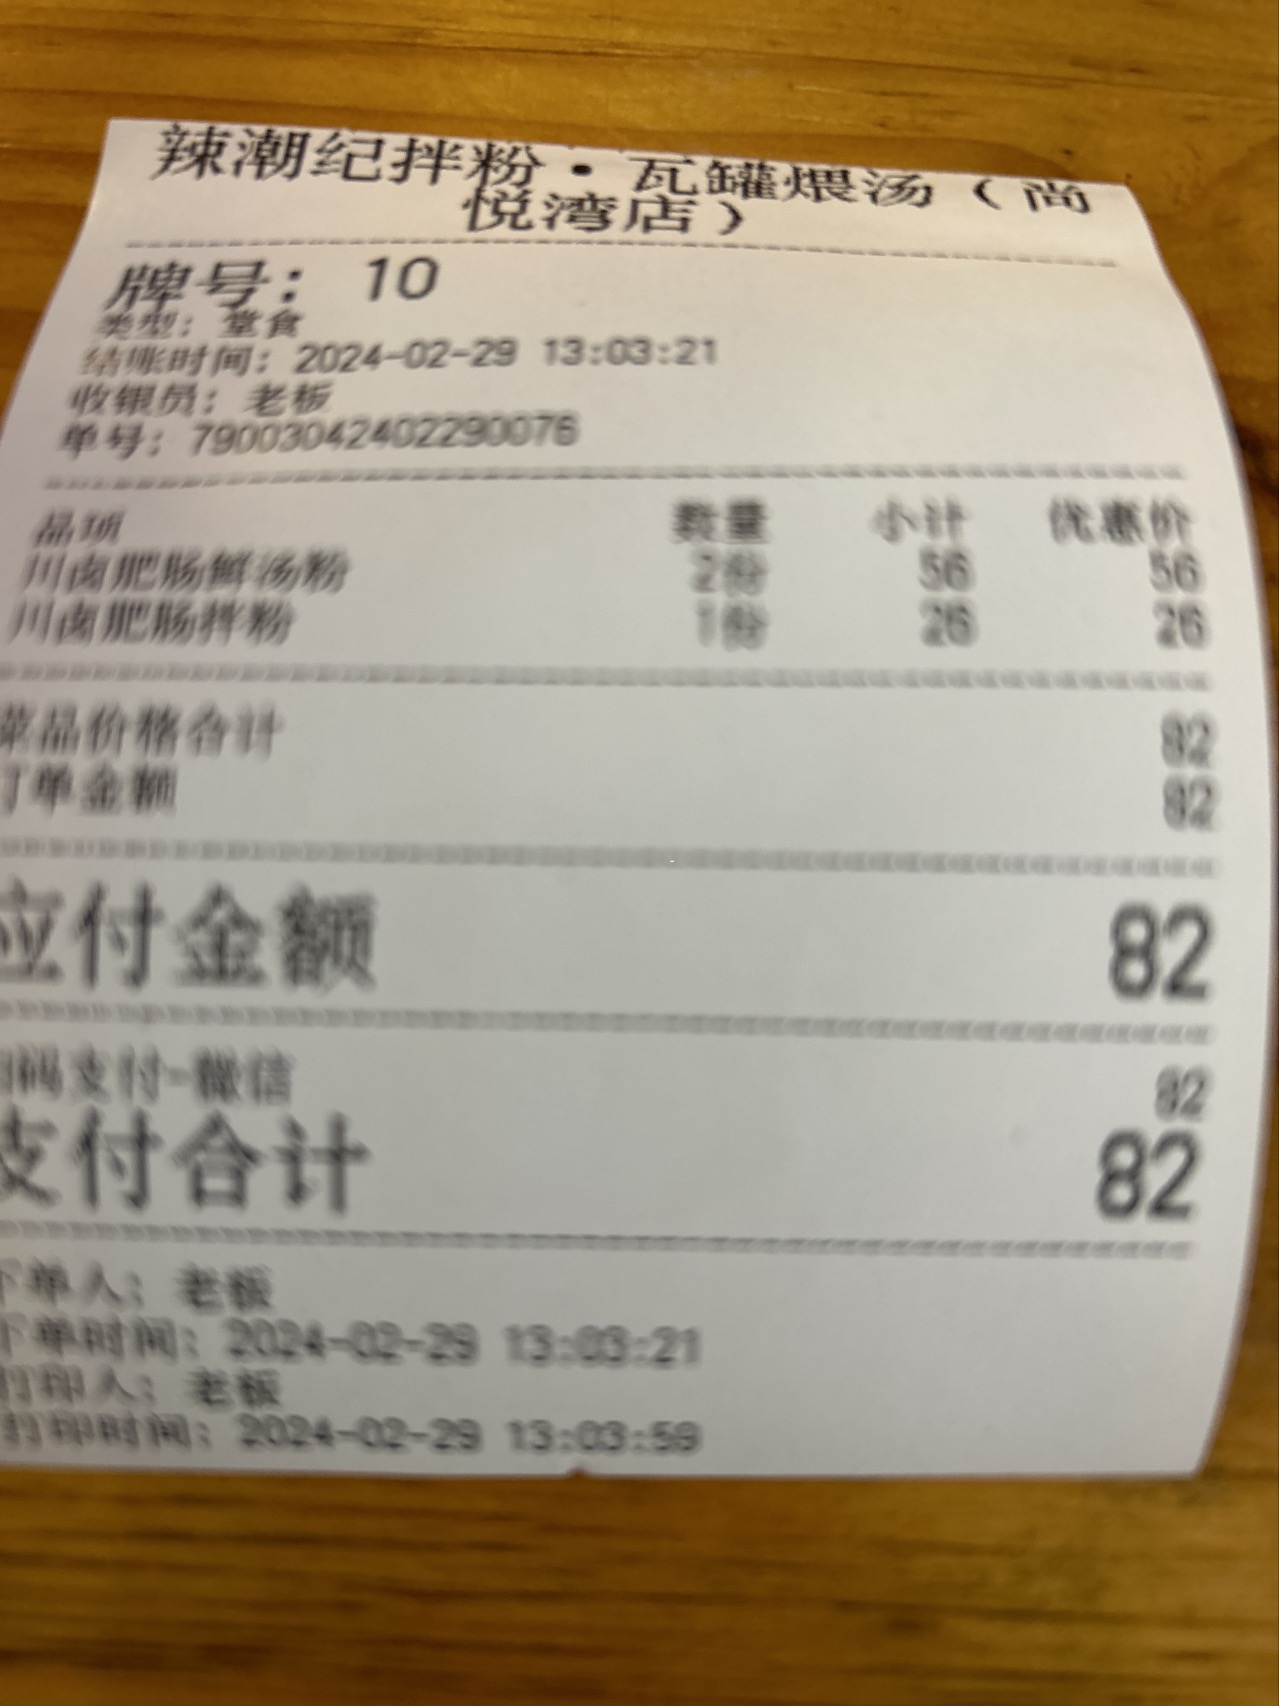 辣潮纪拌粉·瓦罐煨汤（尚
悦湾店）
牌号：10
类型：堂食
结账时间：2024-02-29 13:03:21
收银员：老板
单号：79003042402290076
品项 数量 小计 优惠价
川卤肥肠鲜汤粉 2份 56 56
川卤肥肠拌粉 1份 26 26
菜品价格合计 82
订单金额 82
应付金额 82
扫码支付-微信 82
支付合计 82
下单人：老板
下单时间：2024-02-29 13:03:21
打印人：老板
打印时间：2024-02-29 13:03:59